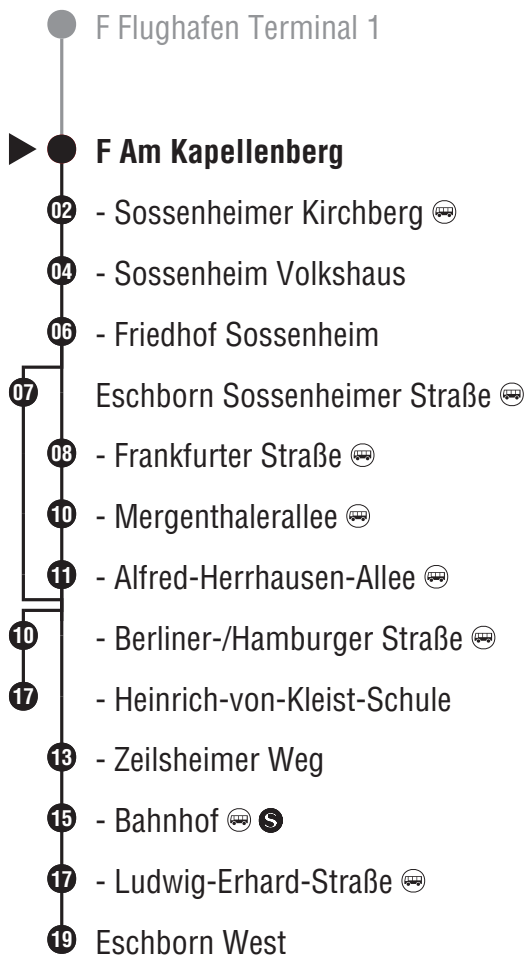 F Flughafen Terminal 1
F Am Kapellenberg
02 - Sossenheimer Kirchberg
04 - Sossenheim Volkshaus
06 - Friedhof Sossenheim
07 Eschborn Sossenheimer Straße
08 - Frankfurter Straße
10 - Mergenthalerallee
11 - Alfred-Herrhausen-Allee
10 - Berliner-/Hamburger Straße
17 - Heinrich-von-Kleist-Schule
13 - Zeilsheimer Weg
15 - Bahnhof S
17 - Ludwig-Erhard-Straße
19 Eschborn West